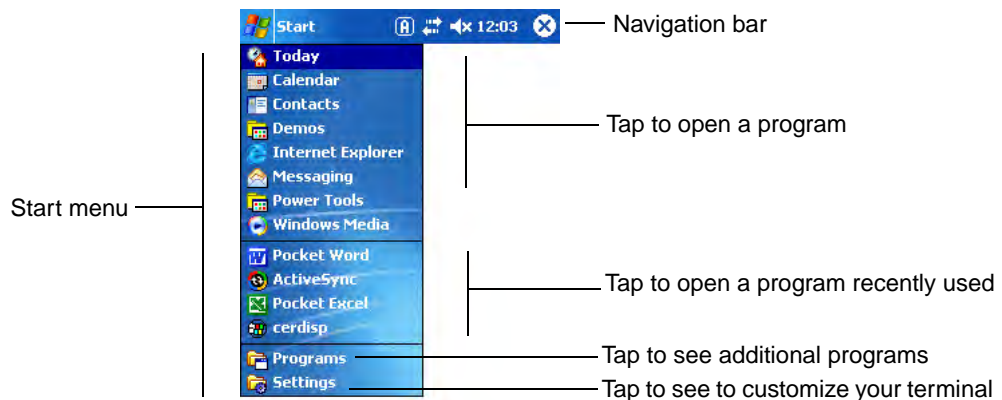 Start A 12:03 Navigation bar
Today
Calendar
Contacts
Demos
Tap to open a program
Internet Explorer
Messaging
Start menu
Power Tools
Windows Media
Pocket Word
ActiveSync
Tap to open a program recently used
Pocket Excel
cerdisp
Programs Tap to see additional programs
Settings Tap to see to customize your terminal